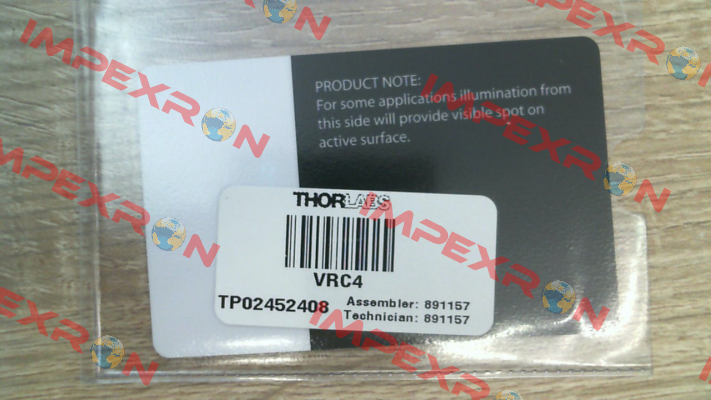 IMPEXRON
PRODUCT NOTE:
For some applications illumination from
this side will provide visible spot on
active surface.
THORLABS
VRC4
TP02452408
Assembler: 891157
Technician: 891157